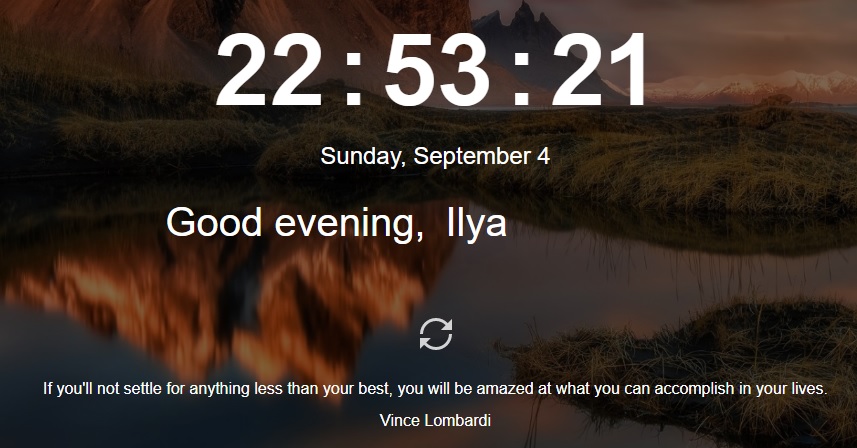 22:53:21
Sunday, September 4
Good evening, Ilya
If you'll not settle for anything less than your best, you will be amazed at what you can accomplish in your lives.
Vince Lombardi